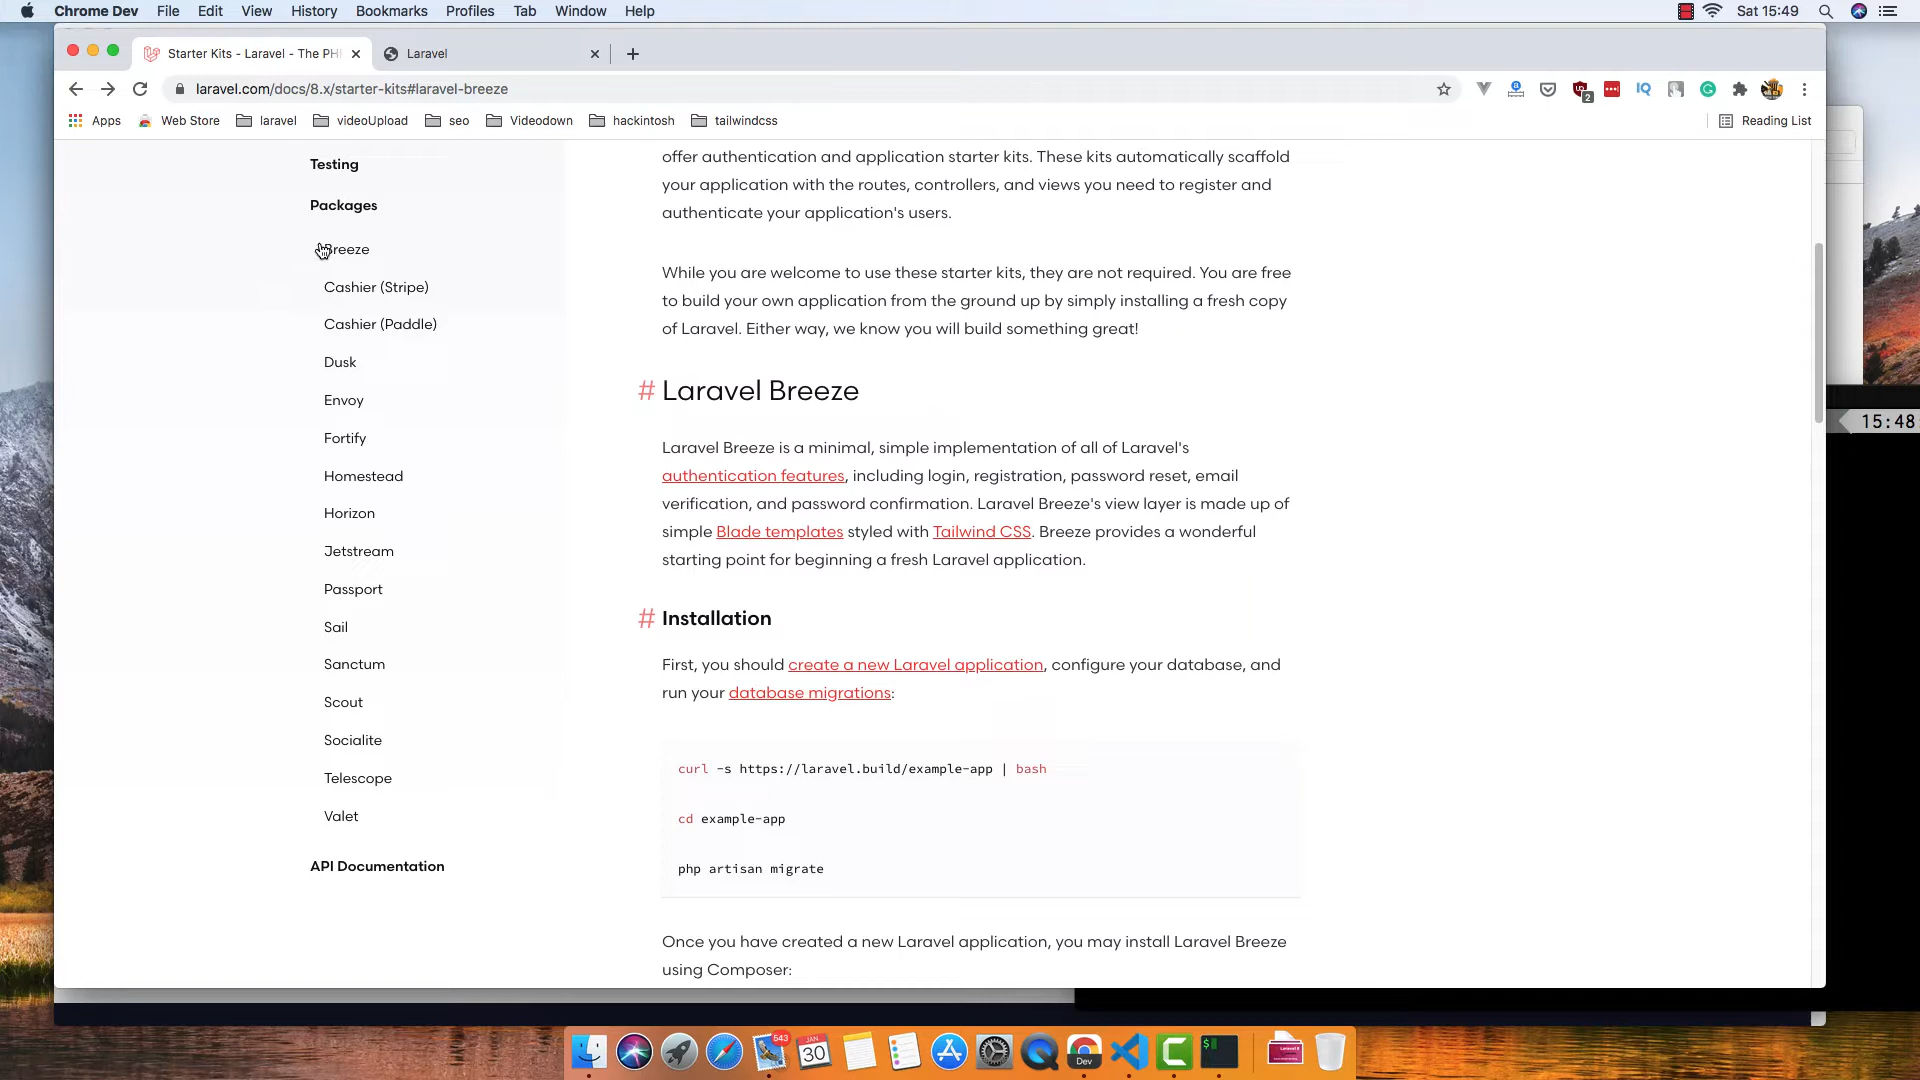 Chrome Dev File Edit View History Bookmarks Profiles Tab Window Help
Sat 15:49
Starter Kits - Laravel - The PH
Laravel
laravel.com/docs/8.x/starter-kits#laravel-breeze
2
IQ
Apps Web Store laravel videoUpload seo Videodown hackintosh tailwindcss
Reading List
Testing
Packages
Breeze
Cashier (Stripe)
Cashier (Paddle)
Dusk
Envoy
Fortify
Homestead
Horizon
Jetstream
Passport
Sail
Sanctum
Scout
Socialite
Telescope
Valet
API Documentation
offer authentication and application starter kits. These kits automatically scaffold
your application with the routes, controllers, and views you need to register and
authenticate your application's users.
While you are welcome to use these starter kits, they are not required. You are free
to build your own application from the ground up by simply installing a fresh copy
of Laravel. Either way, we know you will build something great!
# Laravel Breeze
Laravel Breeze is a minimal, simple implementation of all of Laravel's
authentication features, including login, registration, password reset, email
verification, and password confirmation. Laravel Breeze's view layer is made up of
simple Blade templates styled with Tailwind CSS. Breeze provides a wonderful
starting point for beginning a fresh Laravel application.
# Installation
First, you should create a new Laravel application, configure your database, and
run your database migrations:
curl -s https://laravel.build/example-app | bash
cd example-app
php artisan migrate
Once you have created a new Laravel application, you may install Laravel Breeze
using Composer:
15:48
543
JAN
30
Dev
$